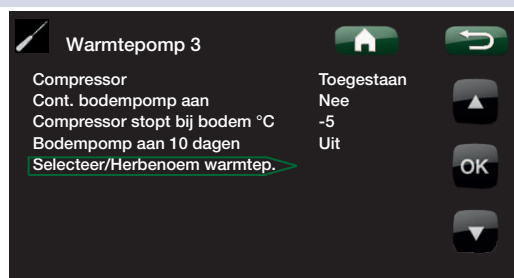 Warmtepomp 3
Compressor Toegestaan
Cont. bodempomp aan Nee
Compressor stopt bij bodem °C -5
Bodempomp aan 10 dagen Uit
Selecteer/Herbenoem warmtep.
OK